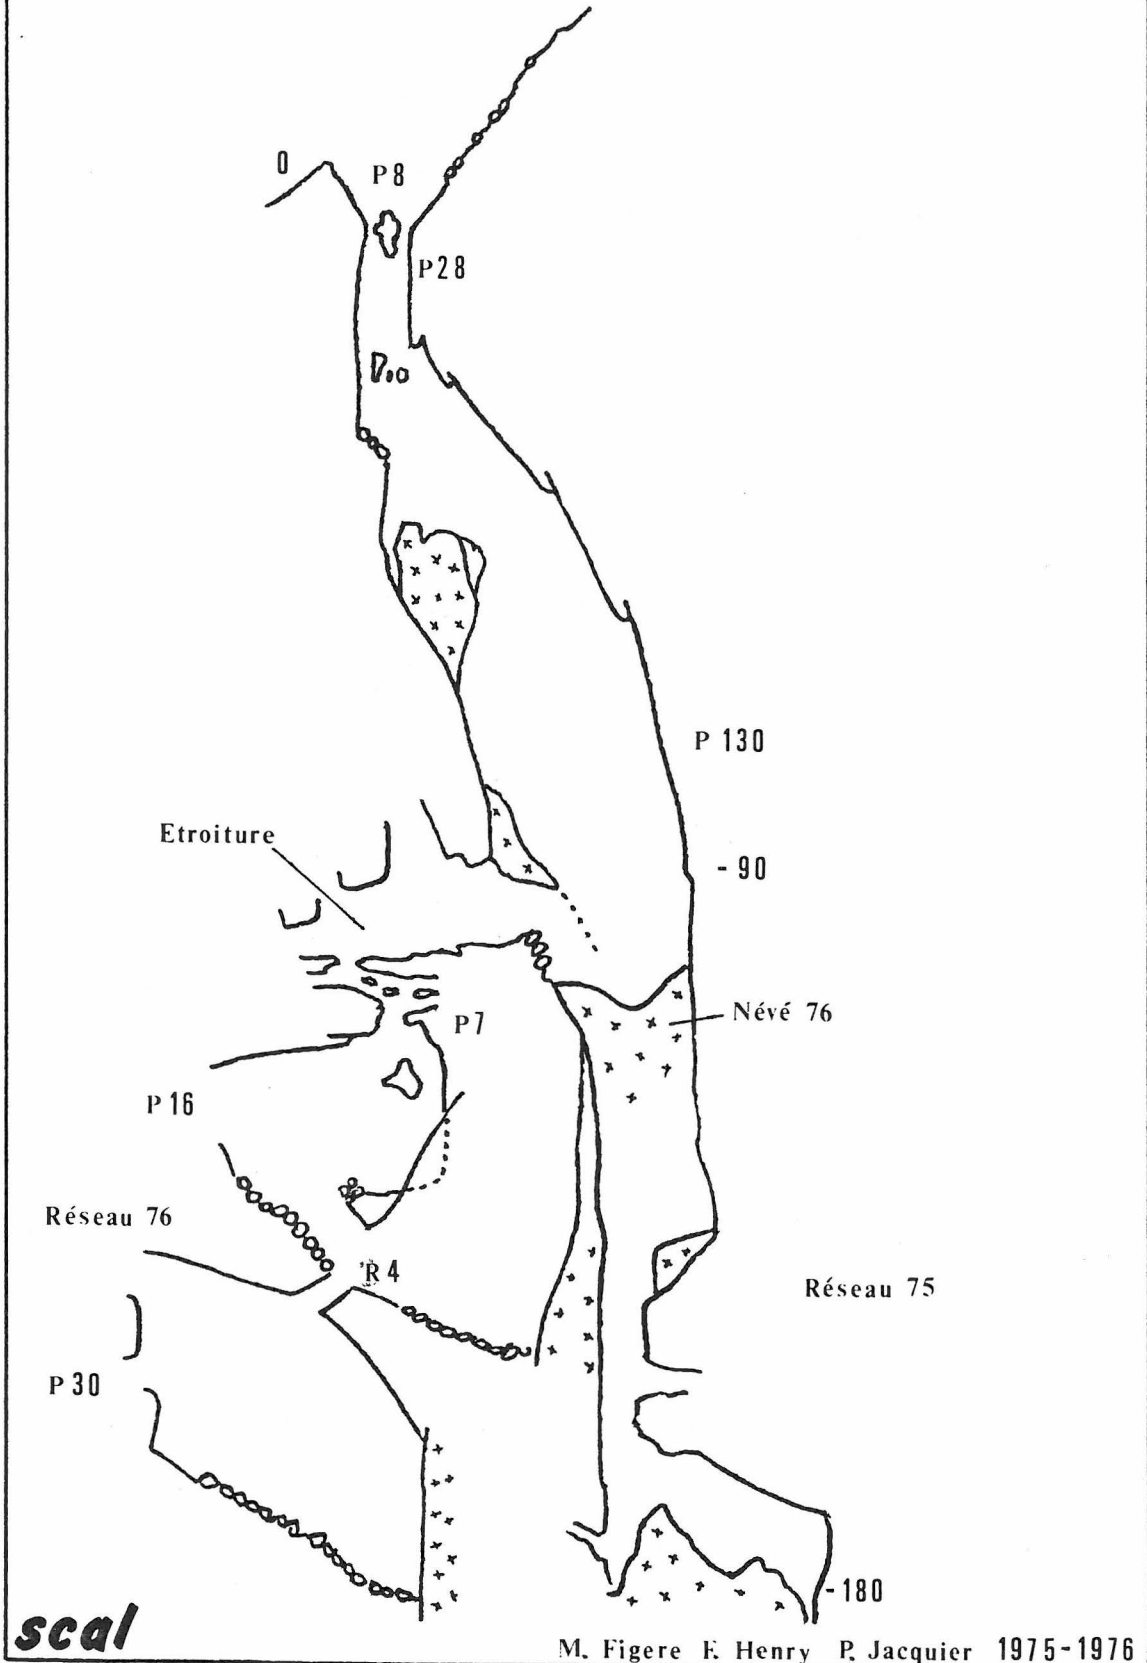 0
P8
P28
P 130
Etroiture
- 90
Névé 76
P7
P 16
Réseau 76
R4
Réseau 75
P 30
-180
scal
M. Figere F. Henry P. Jacquier 1975-1976